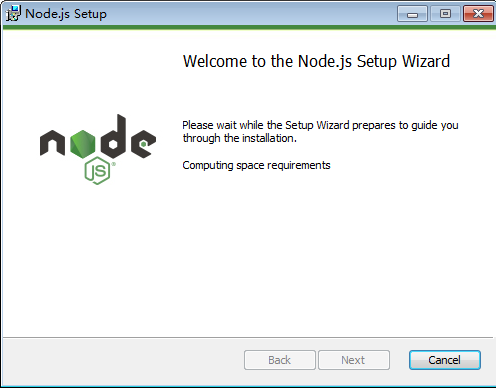 Node.js Setup
Welcome to the Node.js Setup Wizard
Please wait while the Setup Wizard prepares to guide you
through the installation.
Computing space requirements
node
JS®
Back
Next
Cancel